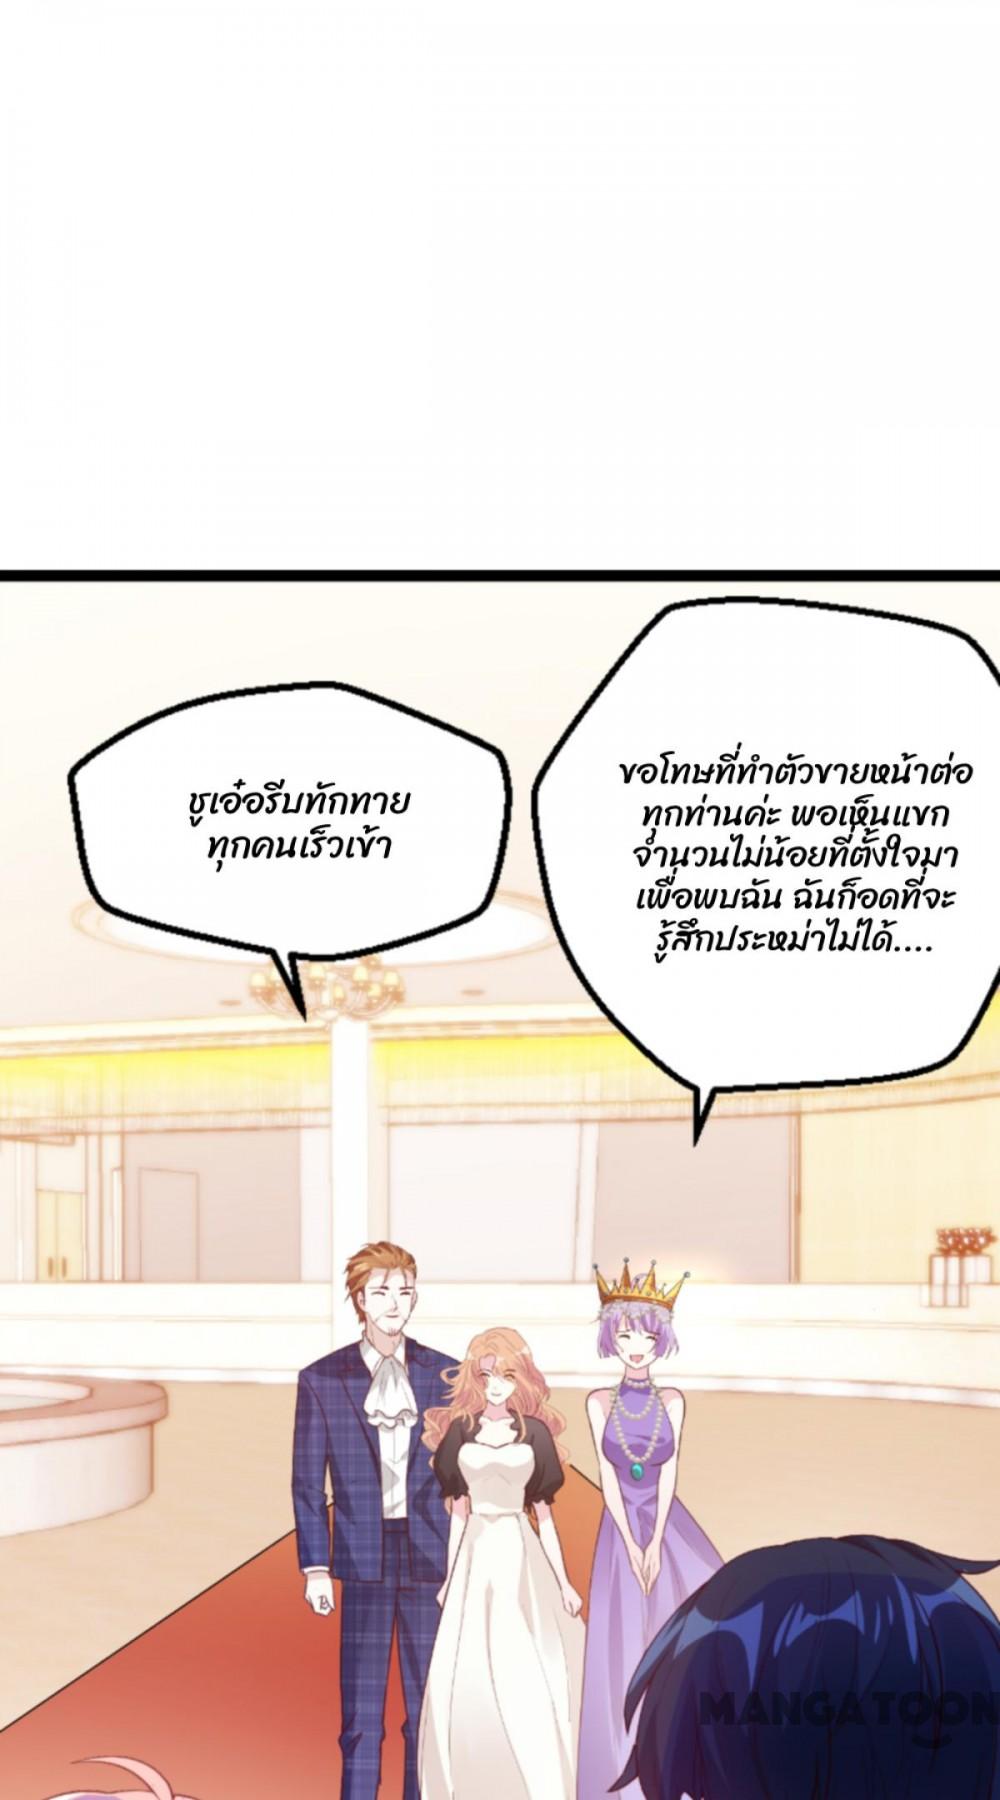 ชูเอ๋อรีบทักทาย
ทุกคนเร็วเข้า
ขอโทษที่ทำตัวขายหน้าต่อ
ทุกท่านค่ะ พอเห็นแขก
จำนวนไม่น้อยที่ตั้งใจมา
เพื่อพบฉัน ฉันก็อดที่จะ
รู้สึกประหม่าไม่ได้....
MANGATOON